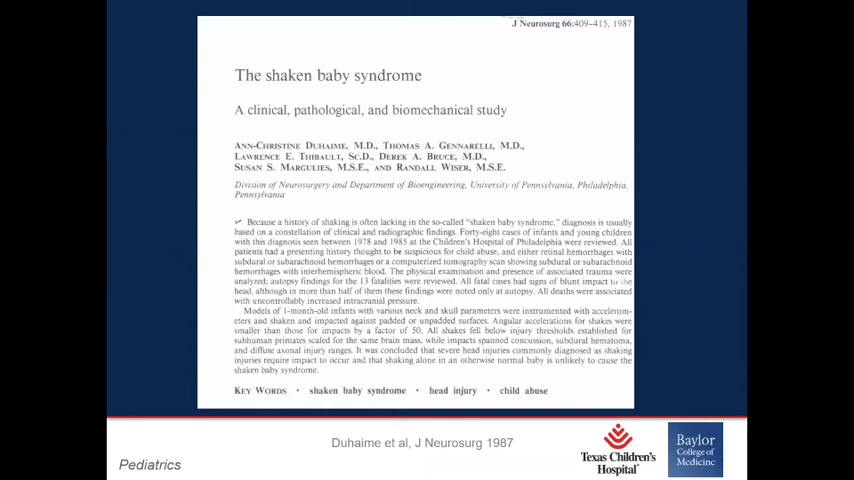 J Neurosurg 66:409–415, 1987
The shaken baby syndrome
A clinical, pathological, and biomechanical study
ANN-CHRISTINE DUHAIME, M.D., THOMAS A. GENNARELLI, M.D.,
LAWRENCE E. THIBAULT, SC.D., DEREK A. BRUCE, M.D.,
SUSAN S. MARGULIES, M.S.E., AND RANDALL WISER, M.S.E.
Division of Neurosurgery and Department of Bioengineering, University of Pennsylvania, Philadelphia,
Pennsylvania
✓ Because a history of shaking is often lacking in the so-called “shaken baby syndrome,” diagnosis is usually
based on a constellation of clinical and radiographic findings. Forty-eight cases of infants and young children
with this diagnosis seen between 1978 and 1985 at the Children's Hospital of Philadelphia were reviewed. All
patients had a presenting history thought to be suspicious for child abuse, and either retinal hemorrhages with
subdural or subarachnoid hemorrhages or a computerized tomography scan showing subdural or subarachnoid
hemorrhages with interhemispheric blood. The physical examination and presence of associated trauma were
analyzed; autopsy findings for the 13 fatalities were reviewed. All fatal cases had signs of blunt impact to the
head, although in more than half of them these findings were noted only at autopsy. All deaths were associated
with uncontrollably increased intracranial pressure.
Models of 1-month-old infants with various neck and skull parameters were instrumented with accelerom-
eters and shaken and impacted against padded or unpadded surfaces. Angular accelerations for shakes were
smaller than those for impacts by a factor of 50. All shakes fell below injury thresholds established for
subhuman primates scaled for the same brain mass, while impacts spanned concussion, subdural hematoma,
and diffuse axonal injury ranges. It was concluded that severe head injuries commonly diagnosed as shaking
injuries require impact to occur and that shaking alone in an otherwise normal baby is unlikely to cause the
shaken baby syndrome.
KEY WORDS • shaken baby syndrome • head injury • child abuse
Duhaime et al, J Neurosurg 1987
Pediatrics
Texas Children's
Hospital
Baylor
College of
Medicine